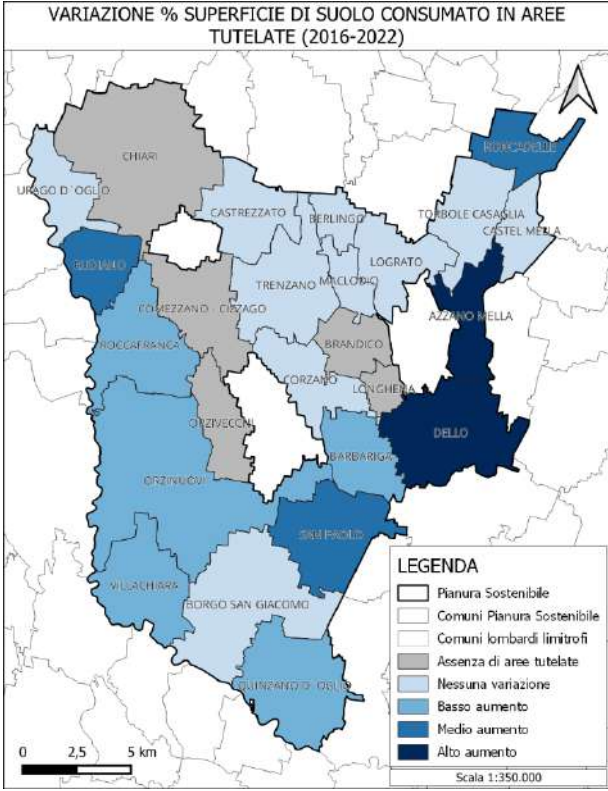 VARIAZIONE % SUPERFICIE DI SUOLO CONSUMATO IN AREE
TUTELATE (2016-2022)
RONCADELLE
CHIARI
URAGO D`OGLIO
CASTREZZATO
BERLINGO
TORBOLE CASAGLIA
CASTEL MELLA
RUDIANO
LOGRATO
TRENZANO
MACLODIO
COMEZZANO - CIZZAGO
AZZANO MELLA
ROCCAFRANCA
BRANDICO
CORZANO
LONGHENA
ORZIVECCHI
DELLO
BARBARIGA
ORZINUOVI
SAN PAOLO
VILLACHIARA
BORGO SAN GIACOMO
QUINZANO D`OGLIO
LEGENDA
Pianura Sostenibile
Comuni Pianura Sostenibile
Comuni lombardi limitrofi
Assenza di aree tutelate
Nessuna variazione
Basso aumento
Medio aumento
Alto aumento
0 2,5 5 km
Scala 1:350.000